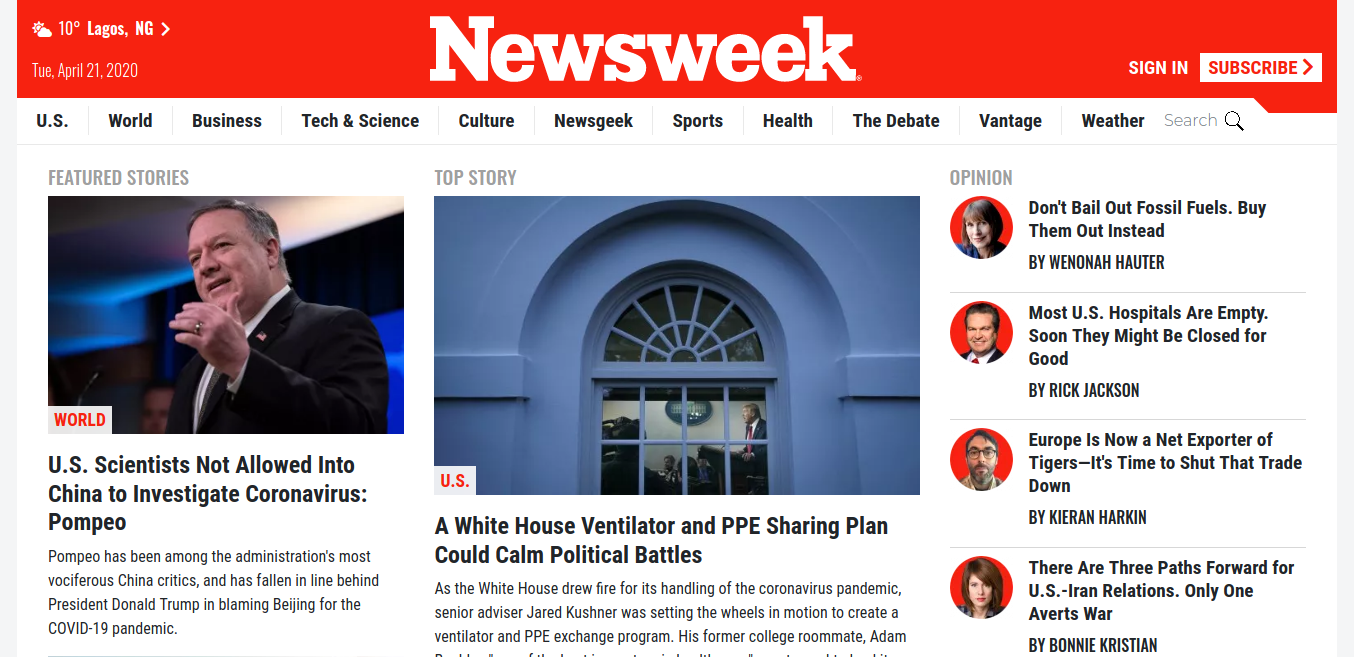 10° Lagos, NG
Tue, April 21, 2020
Newsweek
SIGN IN
SUBSCRIBE
U.S. World Business Tech & Science Culture Newsgeek Sports Health The Debate Vantage Weather Search
FEATURED STORIES
WORLD
U.S. Scientists Not Allowed Into
China to Investigate Coronavirus:
Pompeo
Pompeo has been among the administration's most
vociferous China critics, and has fallen in line behind
President Donald Trump in blaming Beijing for the
COVID-19 pandemic.
TOP STORY
U.S.
A White House Ventilator and PPE Sharing Plan
Could Calm Political Battles
As the White House drew fire for its handling of the coronavirus pandemic,
senior adviser Jared Kushner was setting the wheels in motion to create a
ventilator and PPE exchange program. His former college roommate, Adam
OPINION
Don't Bail Out Fossil Fuels. Buy
Them Out Instead
BY WENONAH HAUTER
Most U.S. Hospitals Are Empty.
Soon They Might Be Closed for
Good
BY RICK JACKSON
Europe Is Now a Net Exporter of
Tigers—It's Time to Shut That Trade
Down
BY KIERAN HARKIN
There Are Three Paths Forward for
U.S.-Iran Relations. Only One
Averts War
BY BONNIE KRISTIAN